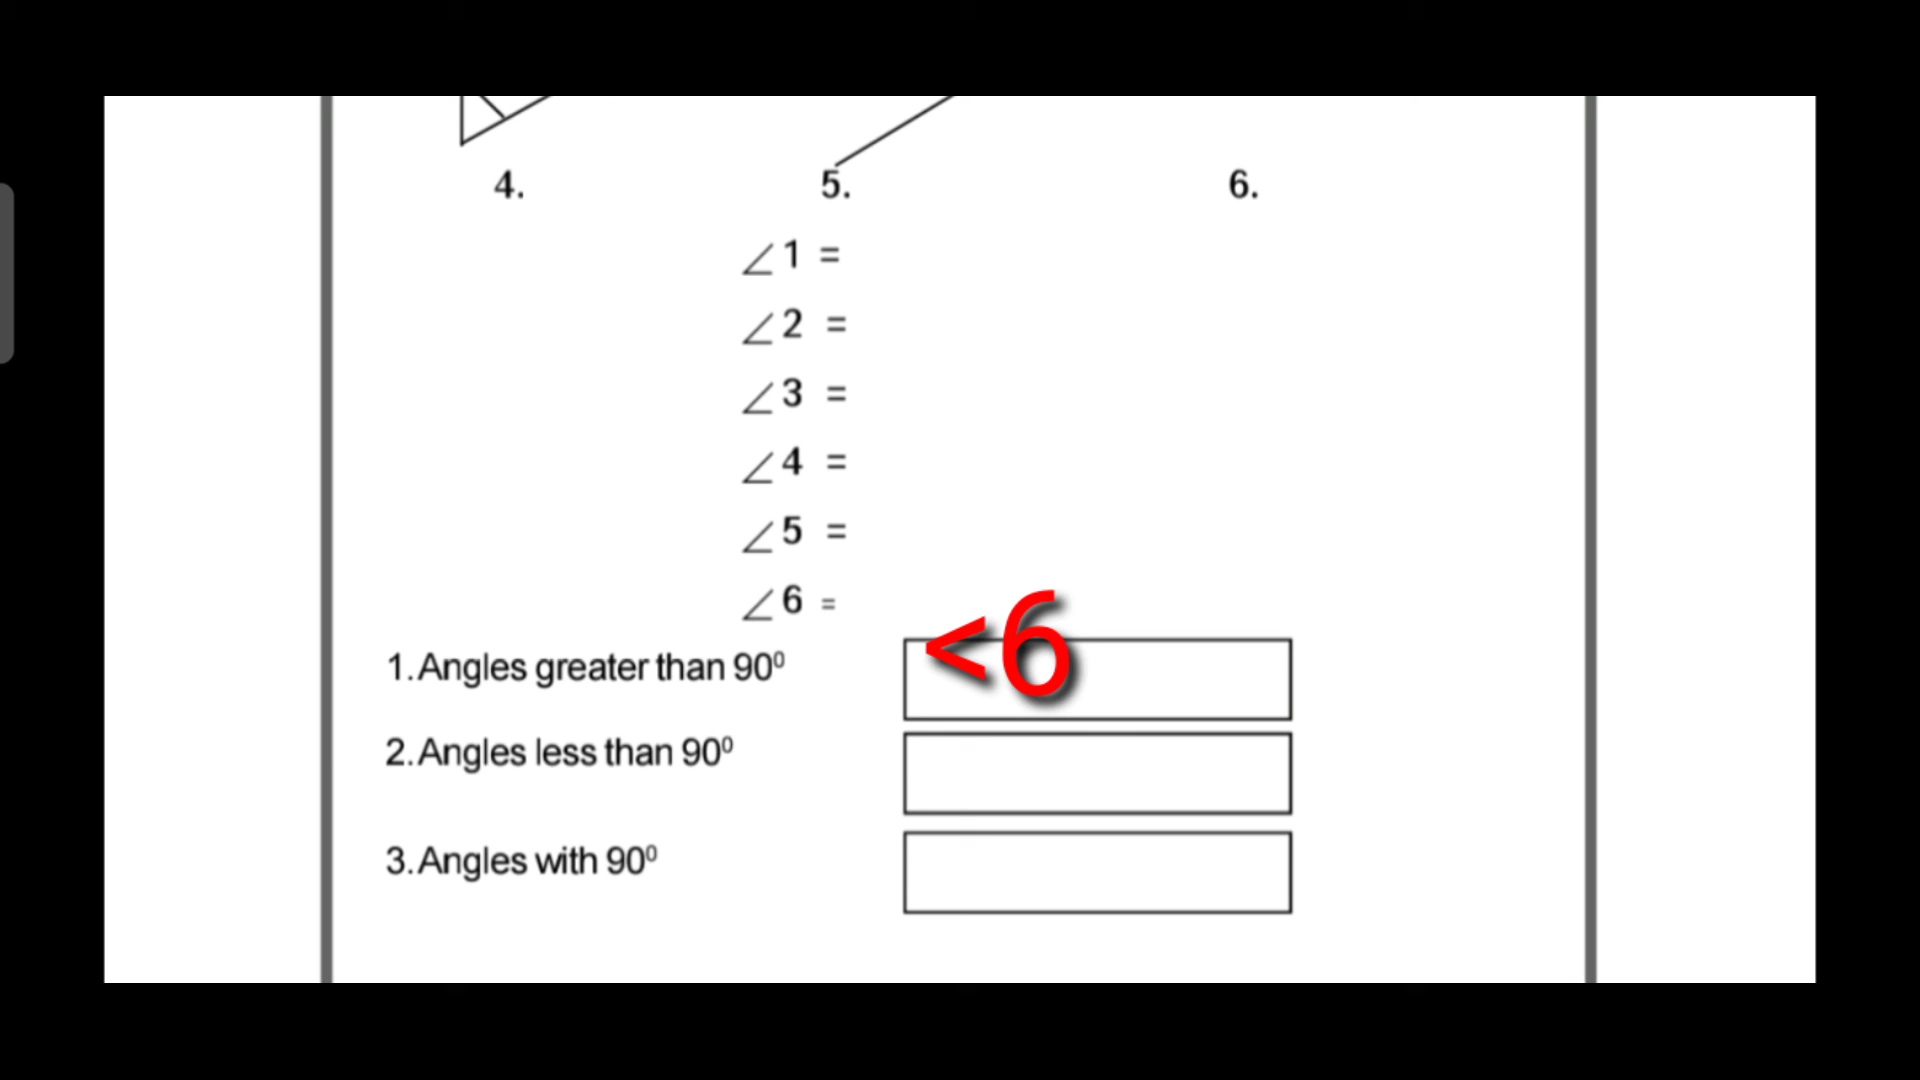 4. 5. 6.
∠1 =
∠2 =
∠3 =
∠4 =
∠5 =
∠6 =
<6
1. Angles greater than 90⁰
2. Angles less than 90⁰
3. Angles with 90⁰